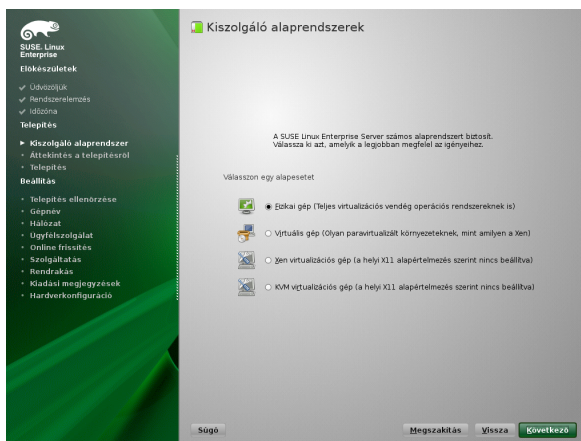 SUSE. Linux
Enterprise
Előkészületek
Üdvözöljük
Rendszerelemzés
Időzóna
Telepítés
Kiszolgáló alaprendszer
Áttekintés a telepítésről
Telepítés
Beállítás
Telepítés ellenőrzése
Gépnév
Hálózat
Ügyfélszolgálat
Online frissítés
Szolgáltatás
Rendrakás
Kiadási megjegyzések
Hardverkonfiguráció
Kiszolgáló alaprendszerek
A SUSE Linux Enterprise Server számos alaprendszert biztosít.
Válassza ki azt, amelyik a legjobban megfelel az igényeihez.
Válasszon egy alapesetet
Fizikai gép (Teljes virtualizációs vendég operációs rendszereknek is)
Virtuális gép (Olyan paravirtualizált környezeteknek, mint amilyen a Xen)
Xen virtualizációs gép (a helyi X11 alapértelmezés szerint nincs beállítva)
KVM virtualizációs gép (a helyi X11 alapértelmezés szerint nincs beállítva)
Súgó
Megszakítás
Vissza
Következő